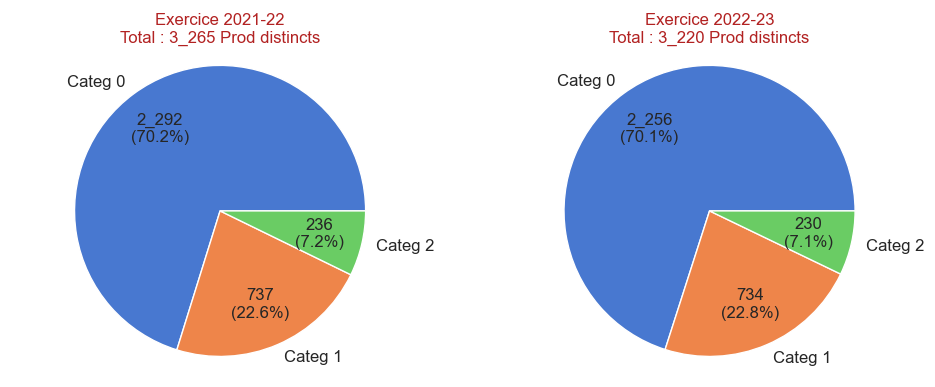 Exercice 2021-22
Total : 3_265 Prod distincts
Categ 0
2_292
(70.2%)
236
(7.2%)
Categ 2
737
(22.6%)
Categ 1
Exercice 2022-23
Total : 3_220 Prod distincts
Categ 0
2_256
(70.1%)
230
(7.1%)
Categ 2
734
(22.8%)
Categ 1